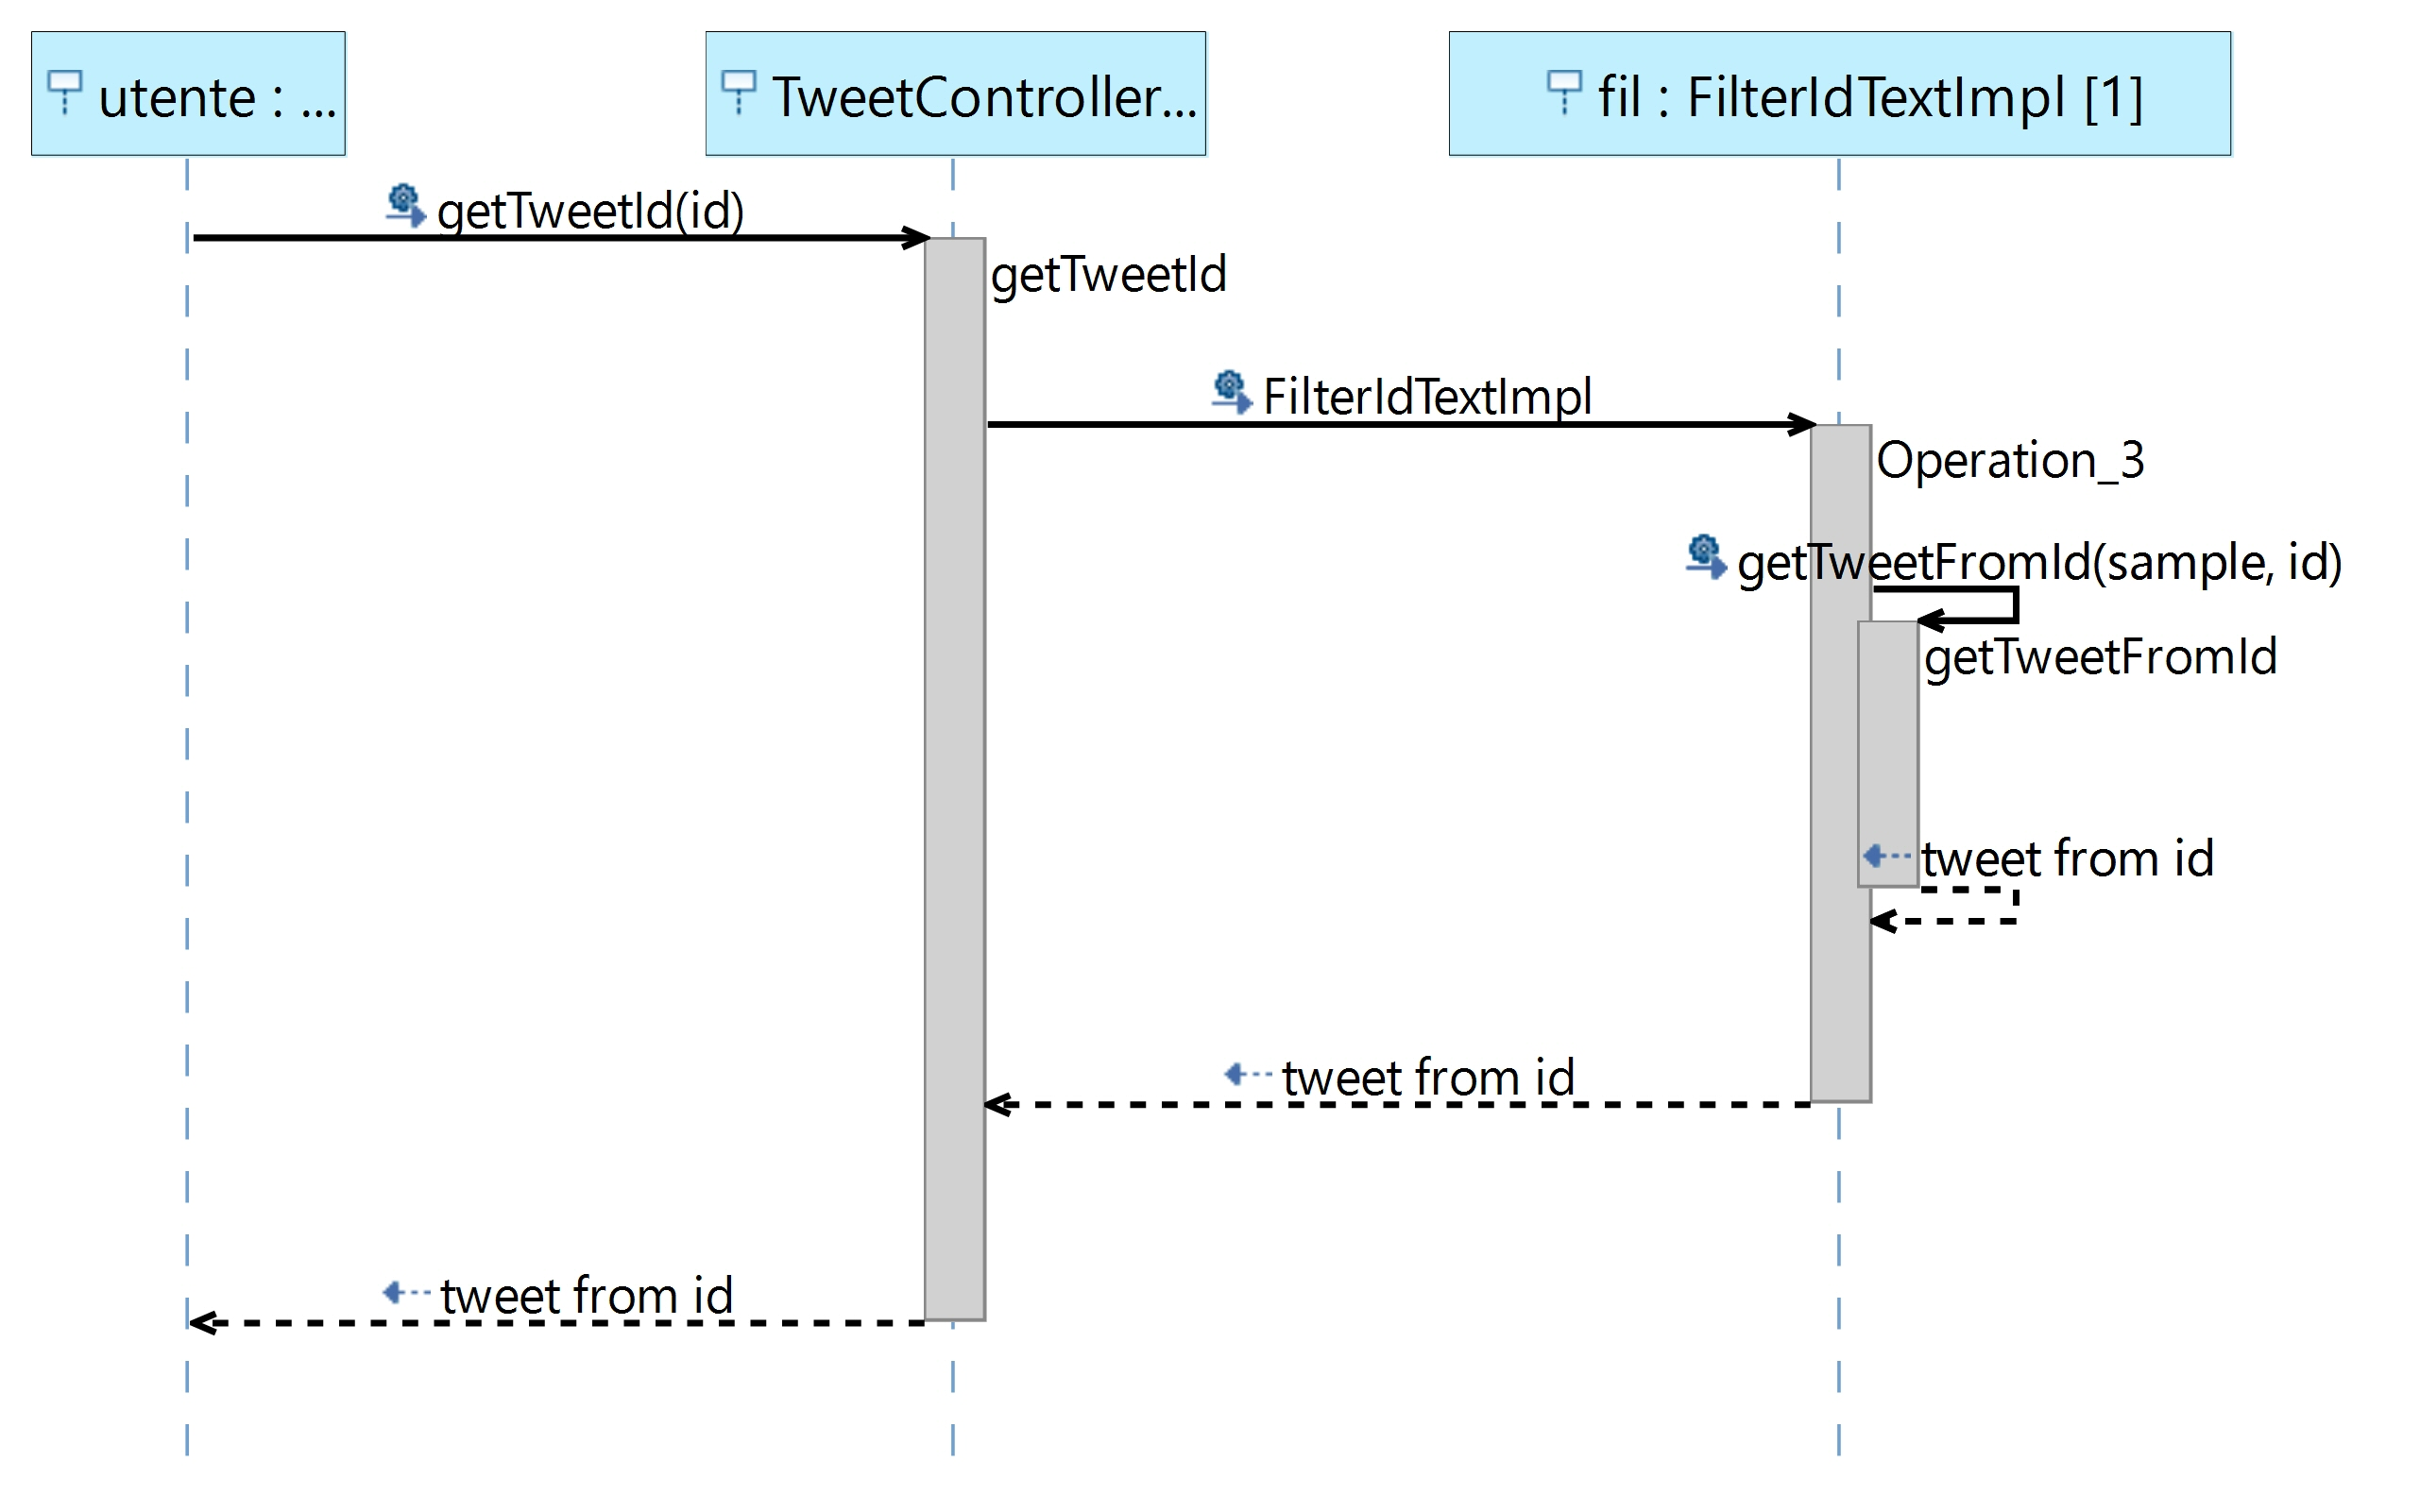 utente : ...
TweetController...
fil : FilterIdTextImpl [1]
getTweetId(id)
getTweetId
FilterIdTextImpl
Operation_3
getTweetFromId(sample, id)
getTweetFromId
tweet from id
tweet from id
tweet from id